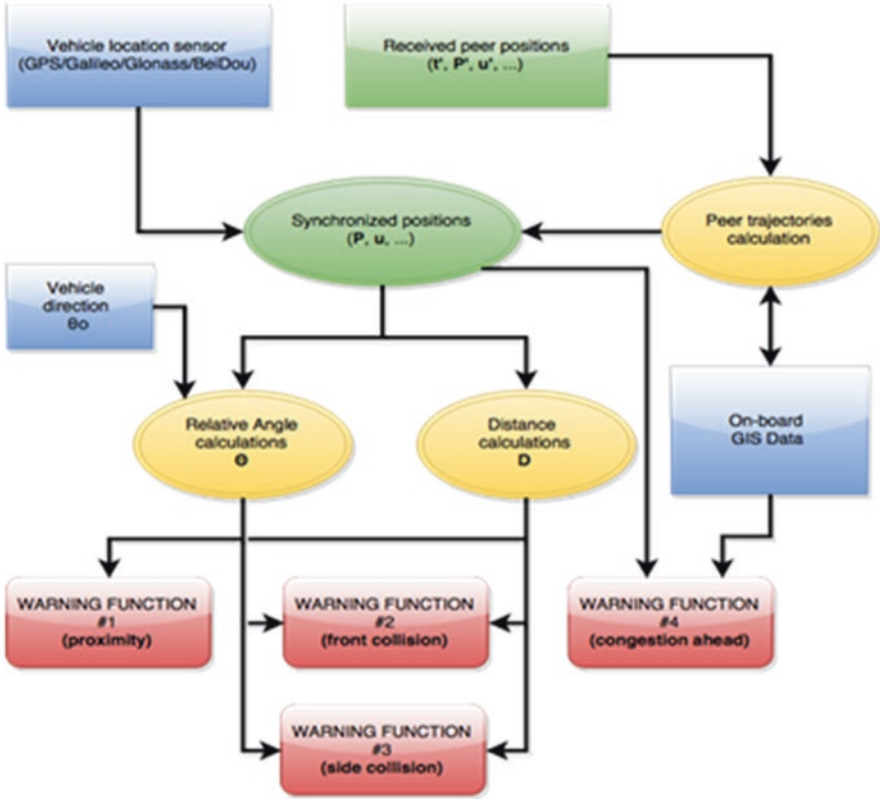 Vehicle location sensor
(GPS/Galileo/Glonass/BeiDou)
Received peer positions
(t', P', u', ...)
Synchronized positions
(P, u, ...)
Peer trajectories
calculation
Vehicle
direction
θo
Relative Angle
calculations
Θ
Distance
calculations
D
On-board
GIS Data
WARNING FUNCTION
#1
(proximity)
WARNING FUNCTION
#2
(front collision)
WARNING FUNCTION
#4
(congestion ahead)
WARNING FUNCTION
#3
(side collision)